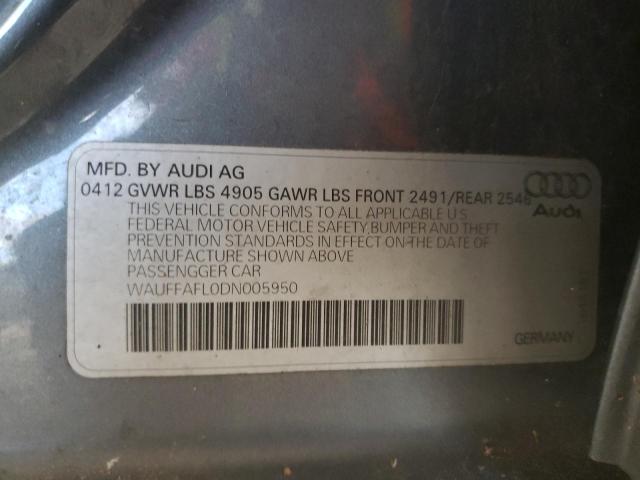 MFD. BY AUDI AG
0412 GVWR LBS 4905 GAWR LBS FRONT 2491/REAR 2546
THIS VEHICLE CONFORMS TO ALL APPLICABLE U S
FEDERAL MOTOR VEHICLE SAFETY,BUMPER AND THEFT
PREVENTION STANDARDS IN EFFECT ON THE DATE OF
MANUFACTURE SHOWN ABOVE
PASSENGGER CAR
WAUFFAFL0DN005950
Audi
GERMANY